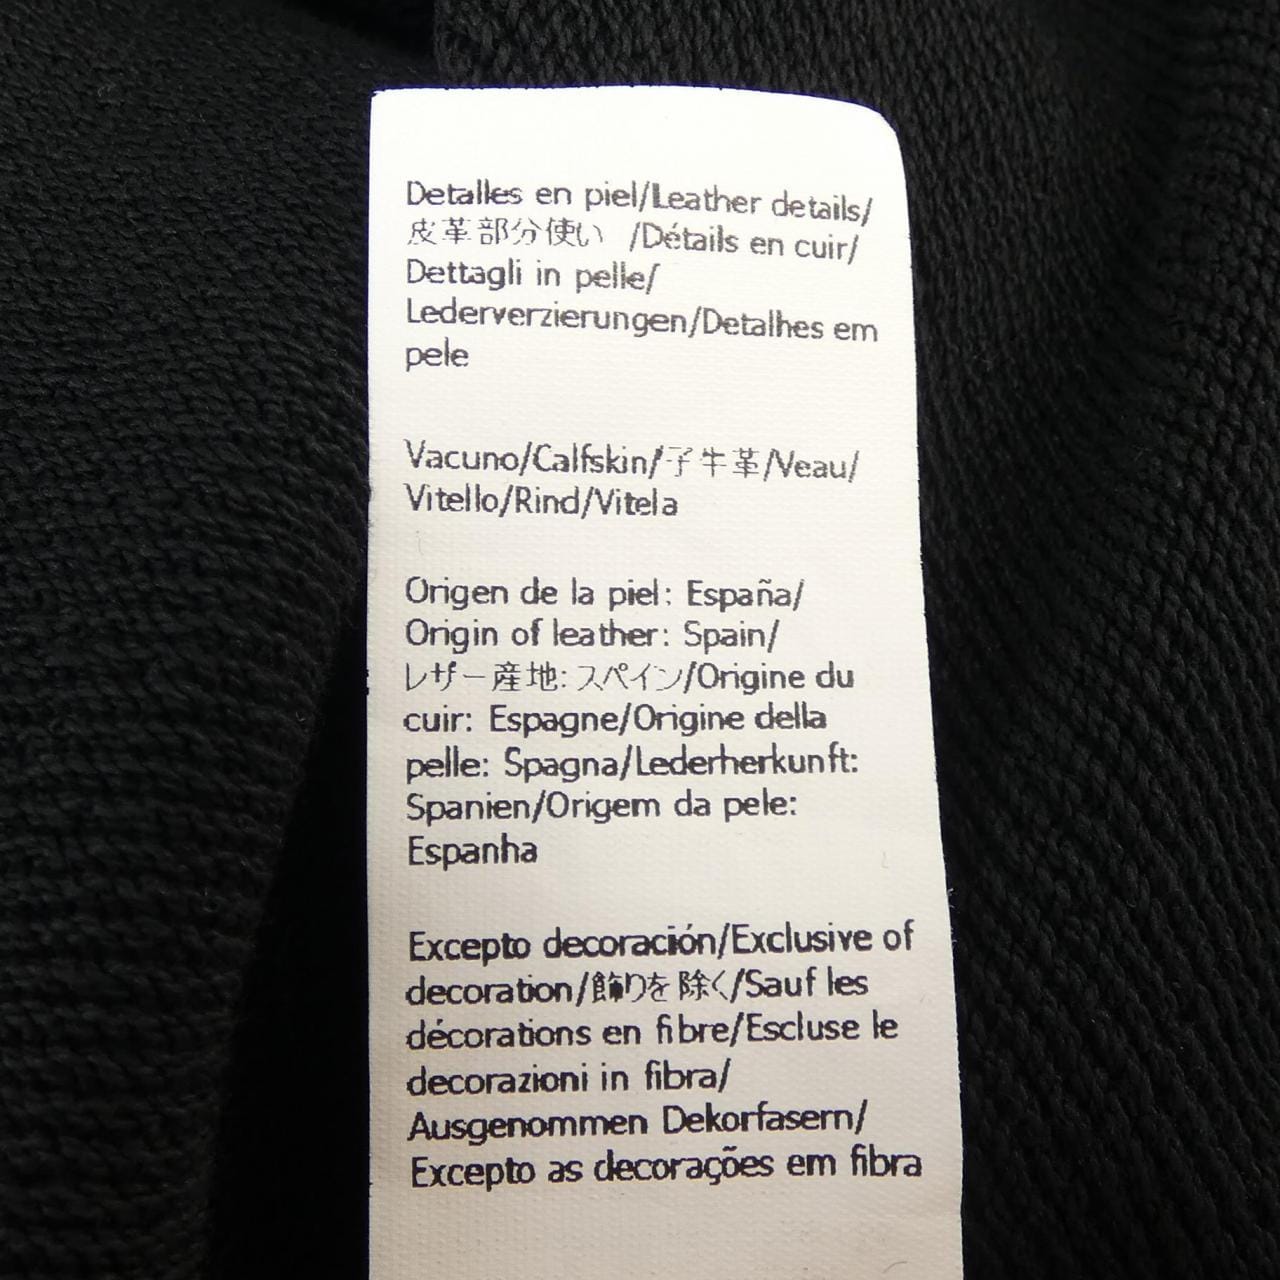 Detalles en piel/Leather details/
皮革部分使い /Détails en cuir/
Dettagli in pelle/
Lederverzierungen/Detalhes em
pele
Vacuno/Calfskin/子牛革/Veau/
Vitello/Rind/Vitela
Origen de la piel: España/
Origin of leather: Spain/
レザー産地: スペイン/Origine du
cuir: Espagne/Origine della
pelle: Spagna/Lederherkunft:
Spanien/Origem da pele:
Espanha
Excepto decoración/Exclusive of
decoration/飾りを除く/Sauf les
décorations en fibre/Escluse le
decorazioni in fibra/
Ausgenommen Dekorfasern/
Excepto as decorações em fibra